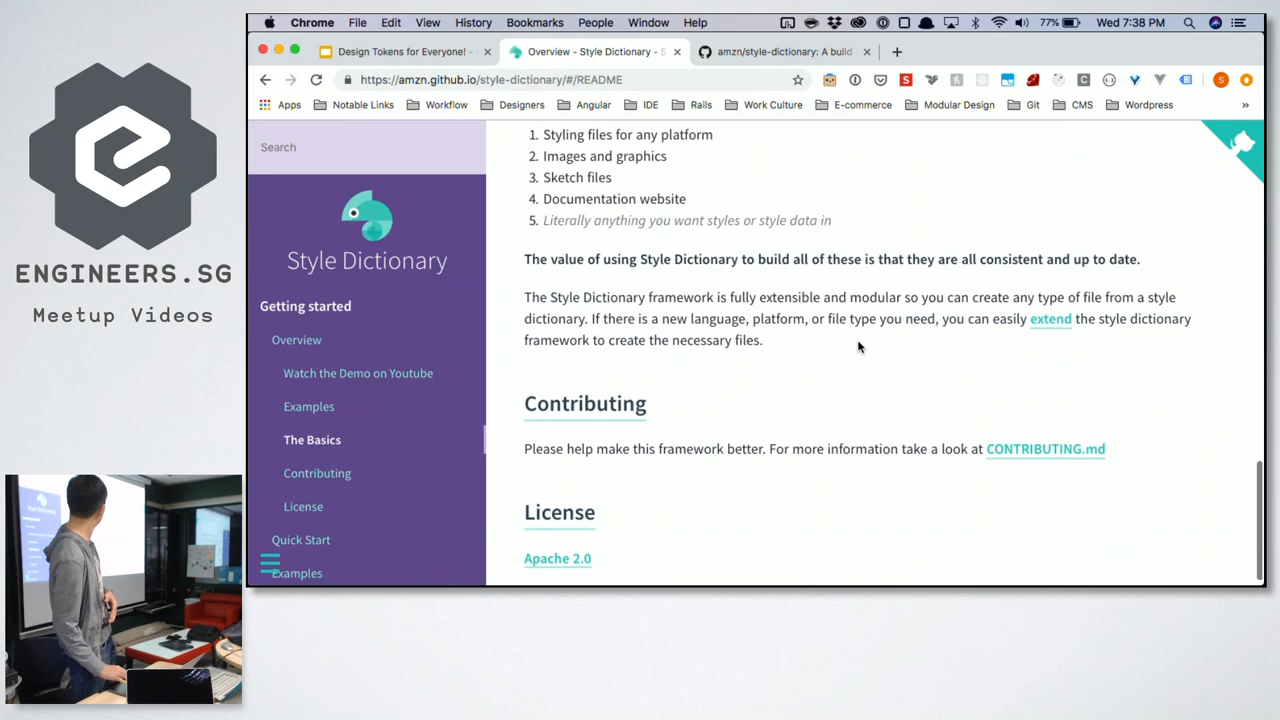 Chrome File Edit View History Bookmarks People Window Help
77% Wed 7:38 PM
Design Tokens for Everyone! -
Overview - Style Dictionary - S
amzn/style-dictionary: A build
https://amzn.github.io/style-dictionary/#/README
Apps Notable Links Workflow Designers Angular IDE Rails Work Culture E-commerce Modular Design Git CMS Wordpress »
ENGINEERS.SG
Meetup Videos
Search
Style Dictionary
Getting started
Overview
Watch the Demo on Youtube
Examples
The Basics
Contributing
License
Quick Start
Examples
1. Styling files for any platform
2. Images and graphics
3. Sketch files
4. Documentation website
5. Literally anything you want styles or style data in
The value of using Style Dictionary to build all of these is that they are all consistent and up to date.
The Style Dictionary framework is fully extensible and modular so you can create any type of file from a style
dictionary. If there is a new language, platform, or file type you need, you can easily extend the style dictionary
framework to create the necessary files.
Contributing
Please help make this framework better. For more information take a look at CONTRIBUTING.md
License
Apache 2.0
Style Dictionary